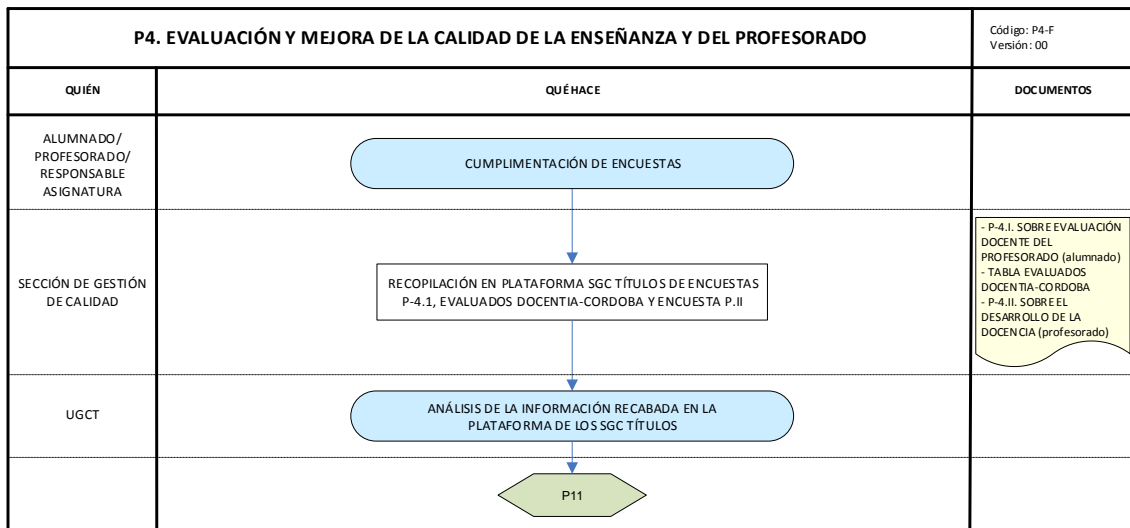 P4. EVALUACIÓN Y MEJORA DE LA CALIDAD DE LA ENSEÑANZA Y DEL PROFESORADO
Código: P4-F
Versión: 00
QUIÉN
QUÉ HACE
DOCUMENTOS
ALUMNADO/
PROFESORADO/
RESPONSABLE
ASIGNATURA
CUMPLIMENTACIÓN DE ENCUESTAS
SECCIÓN DE GESTIÓN
DE CALIDAD
RECOPILACIÓN EN PLATAFORMA SGC TÍTULOS DE ENCUESTAS
P-4.1, EVALUADOS DOCENTIA-CORDOBA Y ENCUESTA P.II
- P-4.I. SOBRE EVALUACIÓN
DOCENTE DEL
PROFESORADO (alumnado)
- TABLA EVALUADOS
DOCENTIA-CORDOBA
- P-4.II. SOBRE EL
DESARROLLO DE LA
DOCENCIA (profesorado)
UGCT
ANÁLISIS DE LA INFORMACIÓN RECABADA EN LA
PLATAFORMA DE LOS SGC TÍTULOS
P11